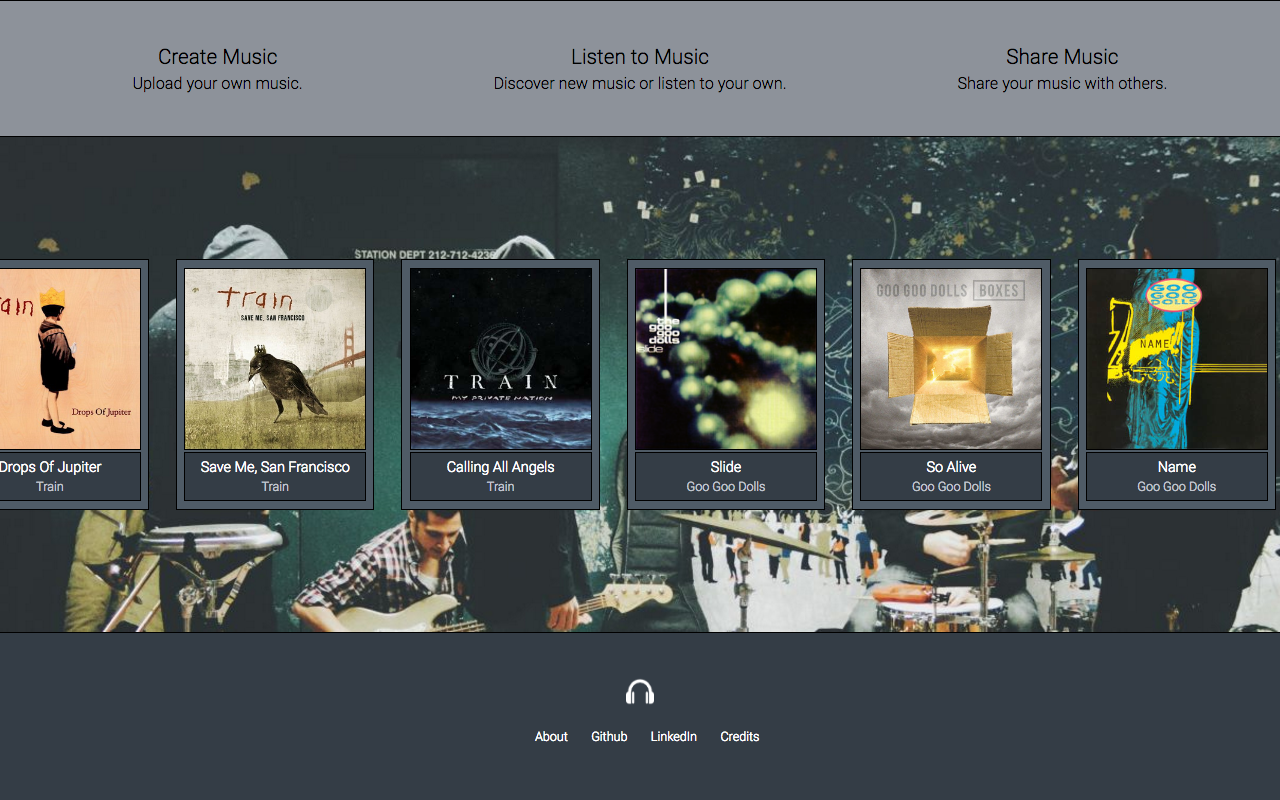 Create Music
Upload your own music.
Listen to Music
Discover new music or listen to your own.
Share Music
Share your music with others.
STATION DEPT 212-712-4236
ain
Drops Of Jupiter
Drops Of Jupiter
Train
train
SAVE ME, SAN FRANCISCO
Save Me, San Francisco
Train
TRAIN
MY PRIVATE NATION
Calling All Angels
Train
the
goo
goo
dolls
slide
Slide
Goo Goo Dolls
GOO GOO DOLLS BOXES
So Alive
Goo Goo Dolls
GOO
GOO
DOLLS
NAME
Name
Goo Goo Dolls
About Github LinkedIn Credits